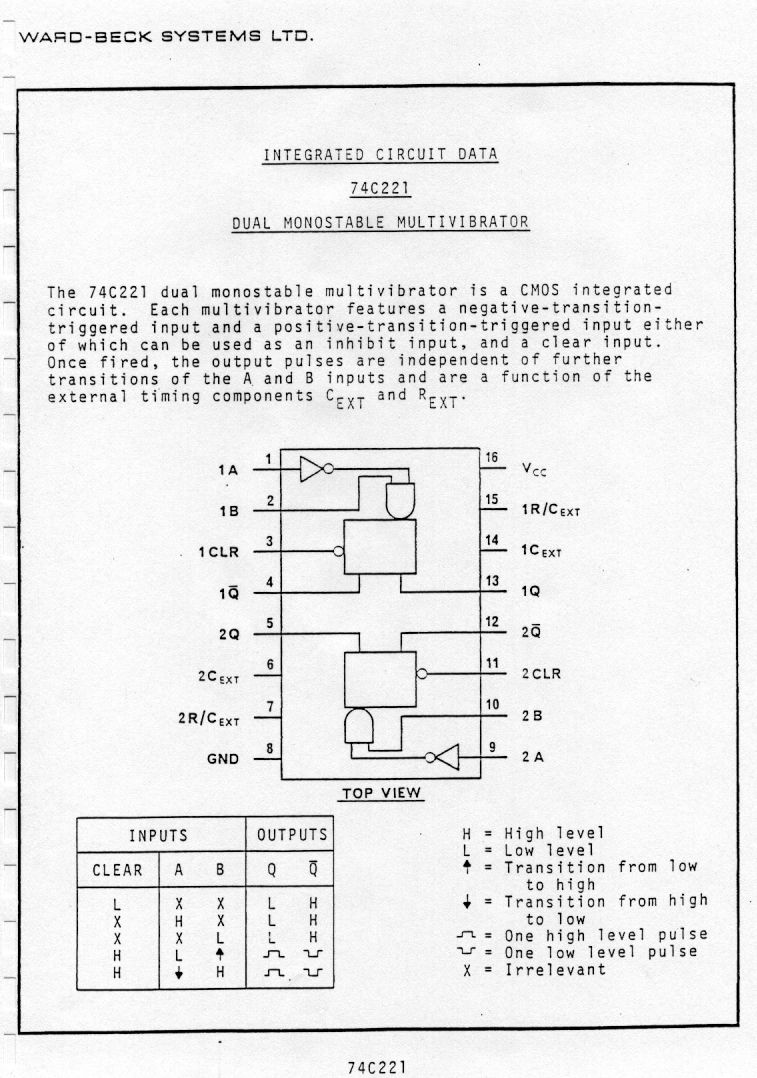 WARD-BECK SYSTEMS LTD.
INTEGRATED CIRCUIT DATA
74C221
DUAL MONOSTABLE MULTIVIBRATOR
The 74C221 dual monostable multivibrator is a CMOS integrated
circuit. Each multivibrator features a negative-transition-
triggered input and a positive-transition-triggered input either
of which can be used as an inhibit input, and a clear input.
Once fired, the output pulses are independent of further
transitions of the A and B inputs and are a function of the
external timing components CEXT and REXT.
1A 1 16 VCC
1B 2 15 1R/CEXT
1CLR 3 14 1CEXT
1Q̅ 4 13 1Q
2Q 5 12 2Q̅
2CEXT 6 11 2CLR
2R/CEXT 7 10 2B
GND 8 9 2A
TOP VIEW
INPUTS OUTPUTS
CLEAR A B Q Q̅
L X X L H
X H X L H
X X L L H
H L ↑ ⎍ ⎎
H ↓ H ⎍ ⎎
H = High level
L = Low level
↑ = Transition from low
to high
↓ = Transition from high
to low
⎍ = One high level pulse
⎎ = One low level pulse
X = Irrelevant
74C221